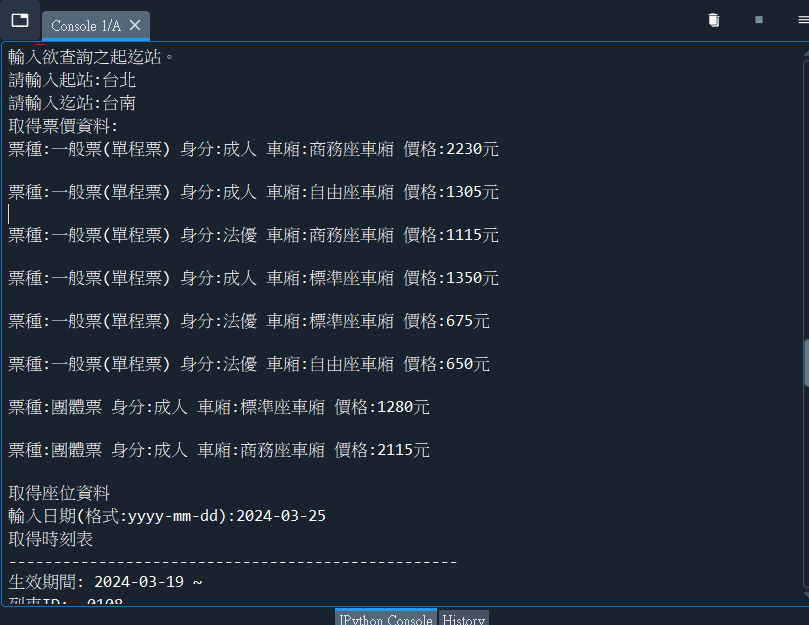 Console 1/A
輸入欲查詢之起迄站。
請輸入起站:台北
請輸入迄站:台南
取得票價資料:
票種:一般票(單程票) 身分:成人 車廂:商務座車廂 價格:2230元
票種:一般票(單程票) 身分:成人 車廂:自由座車廂 價格:1305元
票種:一般票(單程票) 身分:法優 車廂:商務座車廂 價格:1115元
票種:一般票(單程票) 身分:成人 車廂:標準座車廂 價格:1350元
票種:一般票(單程票) 身分:法優 車廂:標準座車廂 價格:675元
票種:一般票(單程票) 身分:法優 車廂:自由座車廂 價格:650元
票種:團體票 身分:成人 車廂:標準座車廂 價格:1280元
票種:團體票 身分:成人 車廂:商務座車廂 價格:2115元
取得座位資料
輸入日期(格式:yyyy-mm-dd):2024-03-25
取得時刻表
-----------------------------------------------
生效期間: 2024-03-19 ~
列車ID: 0108
IPython Console History